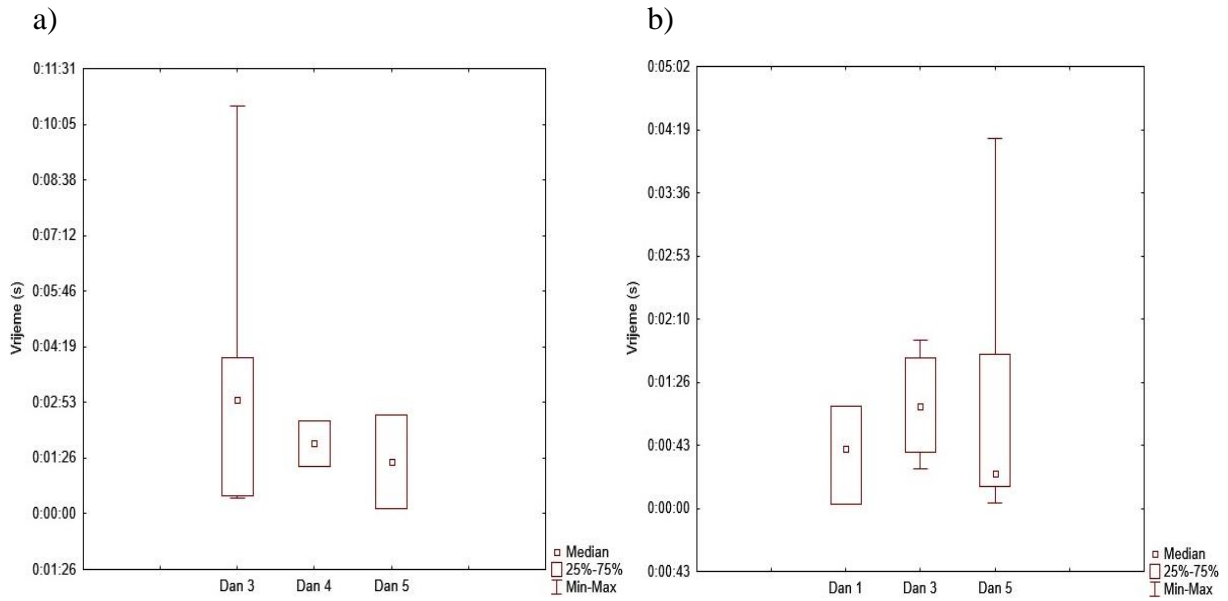 a)
0:11:31
0:10:05
0:08:38
0:07:12
0:05:46
0:04:19
0:02:53
0:01:26
0:00:00
0:01:26
Vrijeme (s)
Dan 3 Dan 4 Dan 5
Median
25%-75%
Min-Max
b)
0:05:02
0:04:19
0:03:36
0:02:53
0:02:10
0:01:26
0:00:43
0:00:00
0:00:43
Vrijeme (s)
Dan 1 Dan 3 Dan 5
Median
25%-75%
Min-Max